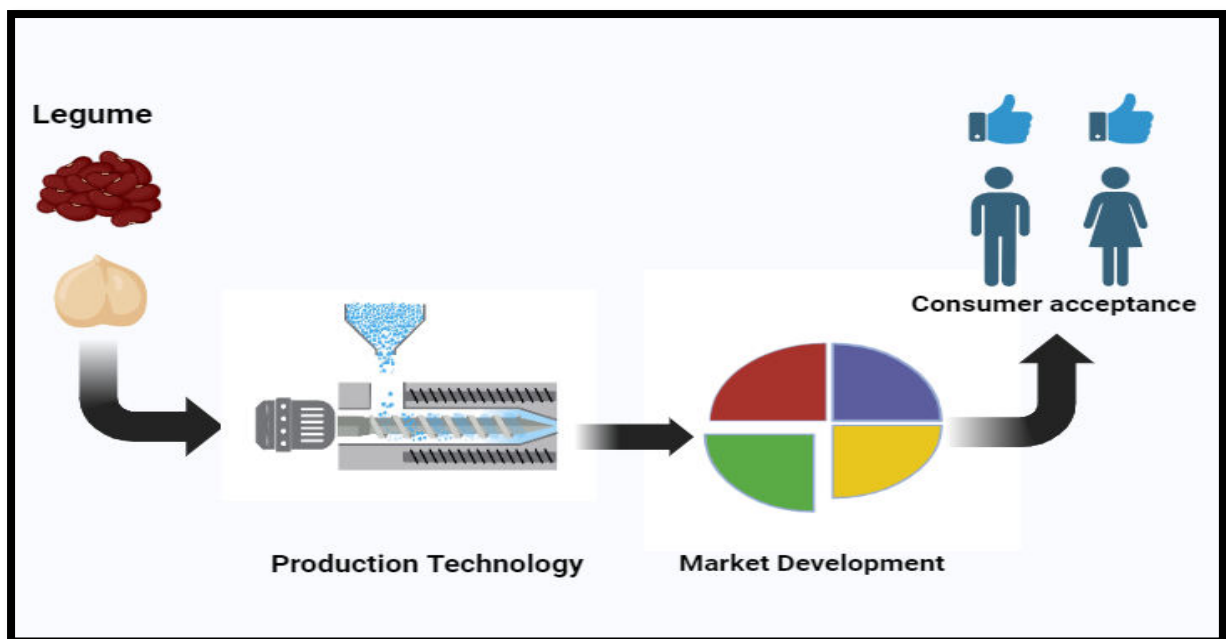 Legume
Consumer acceptance
Production Technology
Market Development